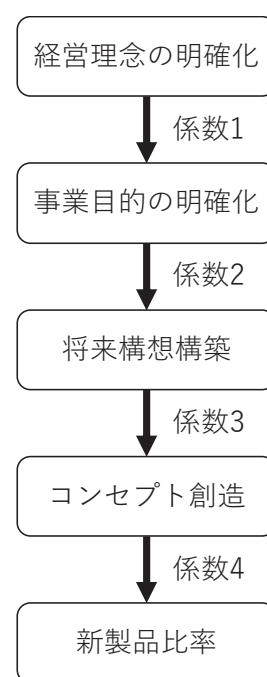 経営理念の明確化
係数1
事業目的の明確化
係数2
将来構想構築
係数3
コンセプト創造
係数4
新製品比率